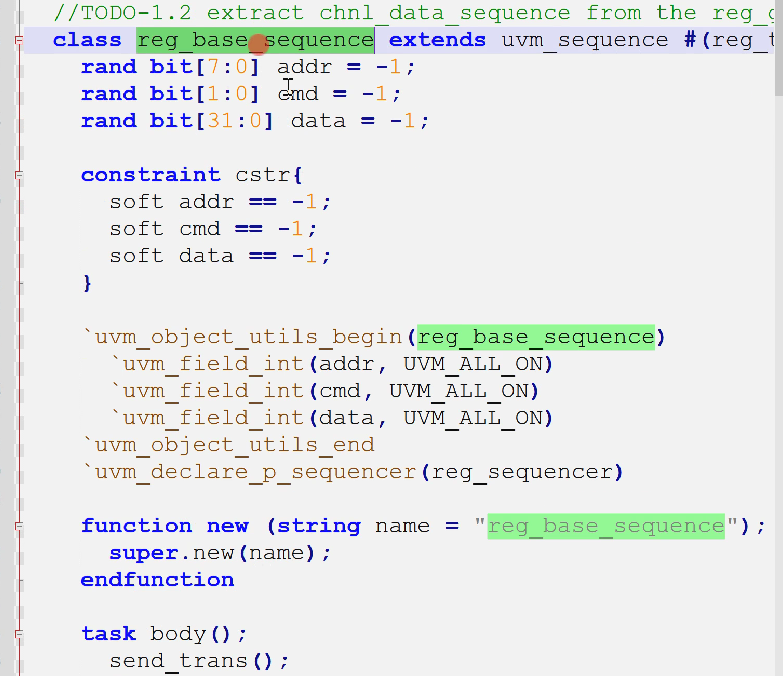 //TODO-1.2 extract chnl_data_sequence from the reg_
class reg_base_sequence extends uvm_sequence #(reg_
rand bit[7:0] addr = -1;
rand bit[1:0] cmd = -1;
rand bit[31:0] data = -1;
constraint cstr{
soft addr == -1;
soft cmd == -1;
soft data == -1;
}
`uvm_object_utils_begin(reg_base_sequence)
`uvm_field_int(addr, UVM_ALL_ON)
`uvm_field_int(cmd, UVM_ALL_ON)
`uvm_field_int(data, UVM_ALL_ON)
`uvm_object_utils_end
`uvm_declare_p_sequencer(reg_sequencer)
function new (string name = "reg_base_sequence");
super.new(name);
endfunction
task body();
send_trans();